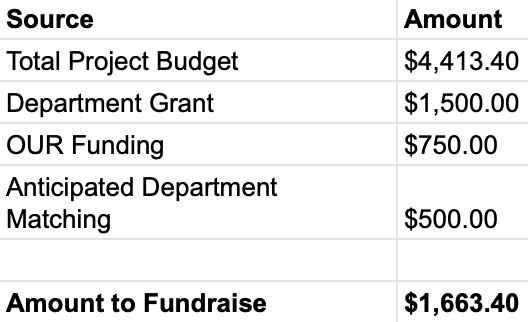 Source Amount
Total Project Budget $4,413.40
Department Grant $1,500.00
OUR Funding $750.00
Anticipated Department
Matching $500.00
Amount to Fundraise $1,663.40